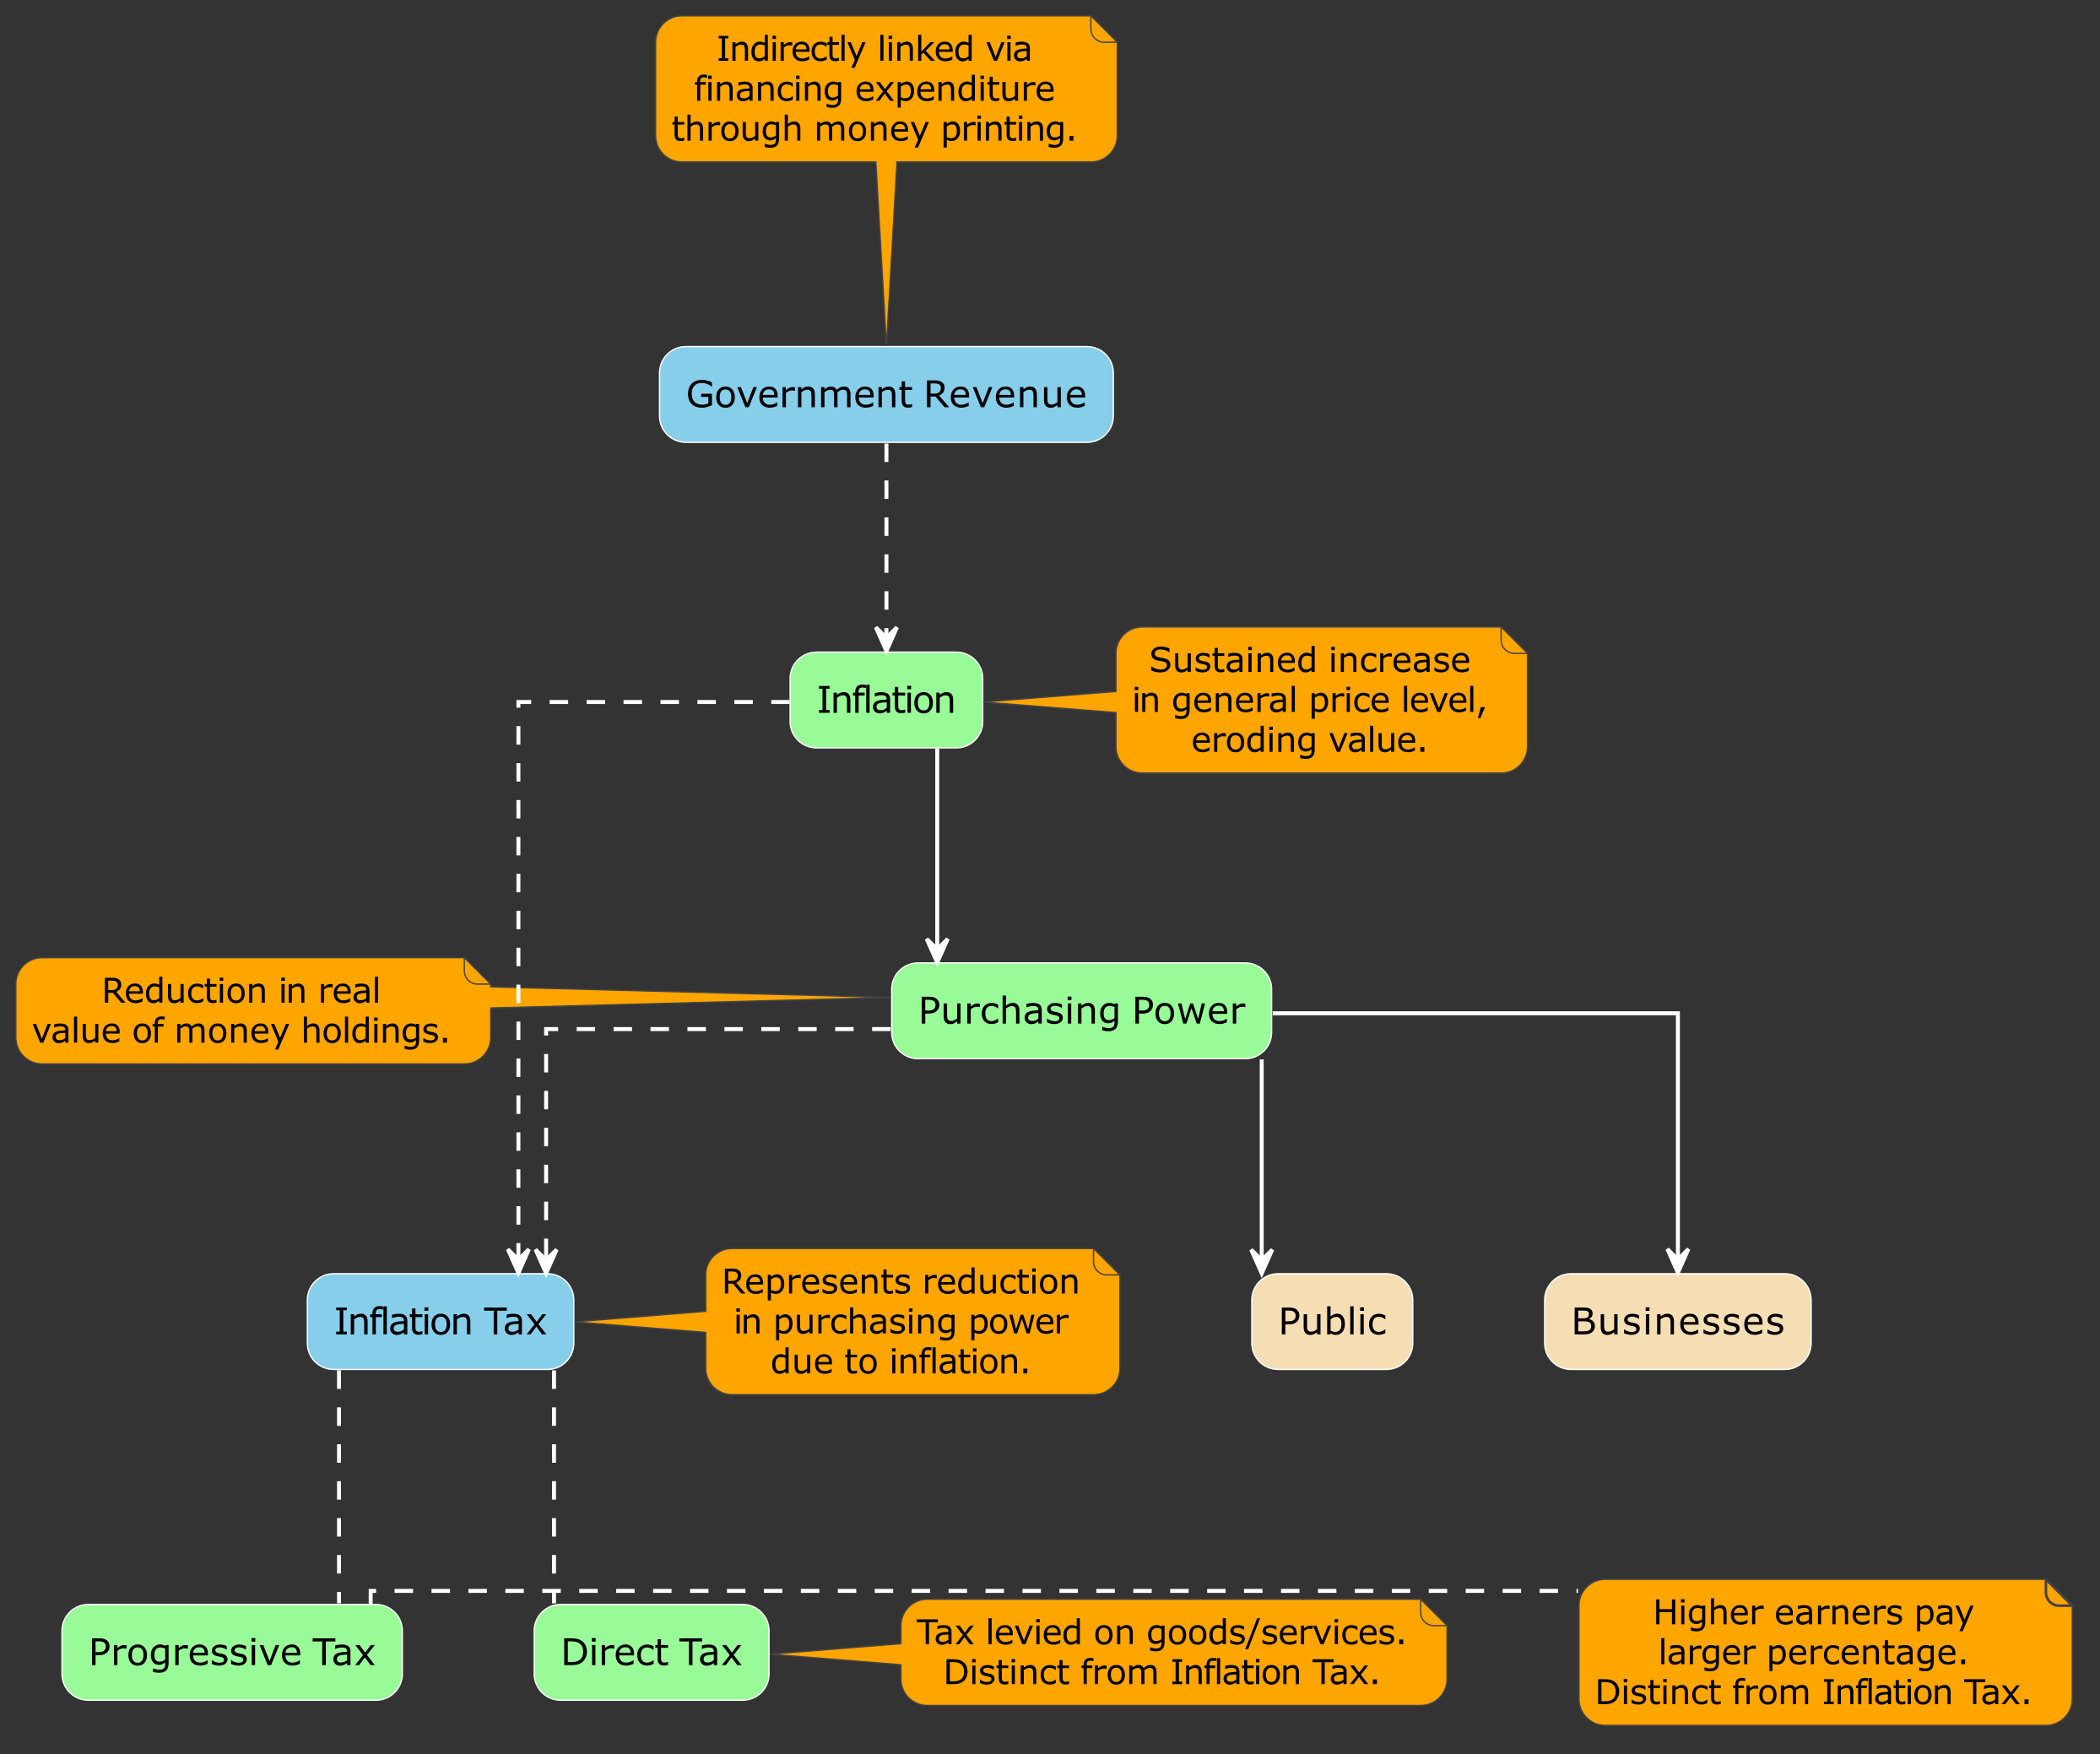 Indirectly linked via
financing expenditure
through money printing.
Government Revenue
Inflation
Sustained increase
in general price level,
eroding value.
Reduction in real
value of money holdings.
Purchasing Power
Inflation Tax
Represents reduction
in purchasing power
due to inflation.
Public
Businesses
Progressive Tax
Direct Tax
Tax levied on goods/services.
Distinct from Inflation Tax.
Higher earners pay
larger percentage.
Distinct from Inflation Tax.